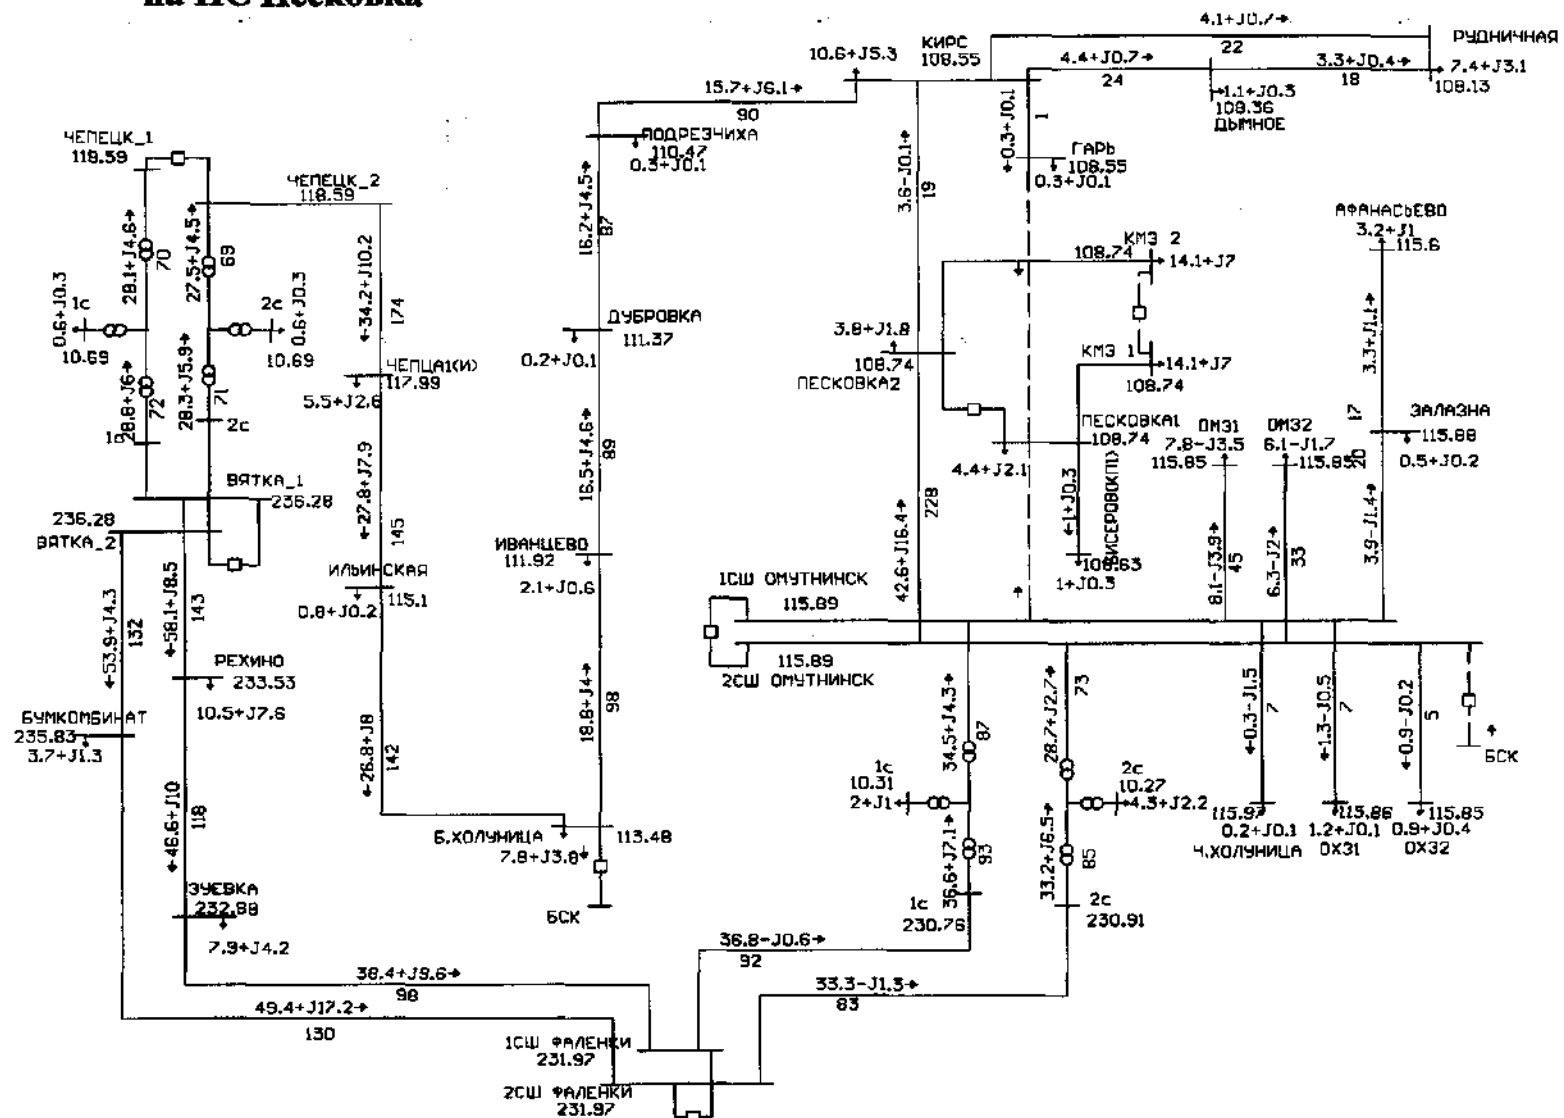 на ПС Песковка
4.1+J0.7
22
КИРС
108.55
РУДНИЧНАЯ
10.6+J5.3
4.4+J0.7
24
3.3+J0.4
18
7.4+J3.1
108.13
15.7+J6.1
90
1.1+J0.3
108.36
ДЫМНОЕ
0.3+J0.1
1
ЧЕПЕЦК_1
118.59
ПОДРЕЗЧИХА
110.47
0.3+J0.1
ГАРЬ
108.55
0.3+J0.1
ЧЕПЕЦК_2
118.59
3.6-J0.1
19
16.2+J4.5
87
АФАНАСЬЕВО
3.2+J1
115.6
28.1+J4.6
70
27.5+J4.5
69
34.2+J10.2
174
КМЗ 2
108.74
14.1+J7
0.6+J0.3
1с
10.69
2с
0.6+J0.3
10.69
ДУБРОВКА
111.37
0.2+J0.1
3.8+J1.8
108.74
ПЕСКОВКА2
КМЗ 1
14.1+J7
108.74
3.3+J1.1
17
28.8+J6
72
28.3+J5.9
71
ЧЕПЦА1(И)
117.99
5.5+J2.6
1с
2с
ПЕСКОВКА1
108.74
4.4+J2.1
ОМЗ1
7.8-J3.5
115.85
ОМЗ2
6.1-J1.7
115.85
ЗАЛАЗНА
115.88
0.5+J0.2
20
ВЯТКА_1
236.28
16.5+J4.6
89
27.8+J7.9
145
42.6+J16.4
228
1+J0.3
БИСЕРОВО(П1)
108.63
1+J0.3
8.1-J3.9
45
6.3-J2
33
3.9-J1.4
236.28
ВЯТКА_2
ИВАНЦЕВО
111.92
2.1+J0.6
ИЛЬИНСКАЯ
115.1
0.8+J0.2
1СШ ОМУТНИНСК
115.89
115.89
2СШ ОМУТНИНСК
53.9+J4.3
132
58.1+J8.5
143
РЕХИНО
233.53
10.5+J7.6
БУМКОМБИНАТ
235.83
3.7+J1.3
26.8+J8
142
18.8+J4
98
34.5+J4.3
87
28.7+J2.7
73
0.3-J1.5
7
1.3-J0.5
7
0.9-J0.2
5
БСК
46.6+J10
118
1с
10.31
2+J1
2с
10.27
4.3+J2.2
115.97
0.2+J0.1
Ч.ХОЛУНИЦА
115.86
1.2+J0.1
ОХЗ1
115.85
0.9+J0.4
ОХЗ2
Б.ХОЛУНИЦА
7.8+J3.8
113.48
36.6+J7.1
93
33.2+J6.5
85
БСК
ЗУЕВКА
232.88
7.9+J4.2
1с
230.76
2с
230.91
38.4+J9.6
98
36.8-J0.6
92
33.3-J1.3
83
49.4+J17.2
130
1СШ ФАЛЕНКИ
231.97
2СШ ФАЛЕНКИ
231.97